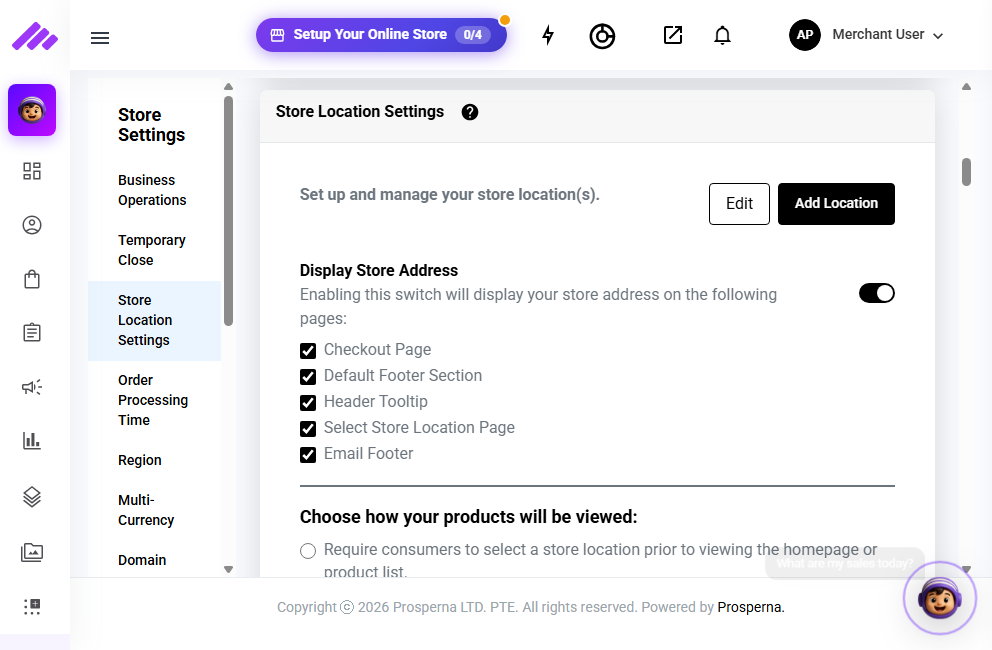 Setup Your Online Store 0/4
AP Merchant User
Store
Settings
Business
Operations
Temporary
Close
Store
Location
Settings
Order
Processing
Time
Region
Multi-
Currency
Domain
Store Location Settings ?
Set up and manage your store location(s).
Edit
Add Location
Display Store Address
Enabling this switch will display your store address on the following
pages:
Checkout Page
Default Footer Section
Header Tooltip
Select Store Location Page
Email Footer
Choose how your products will be viewed:
Require consumers to select a store location prior to viewing the homepage or
product list.
What are my sales today?
Copyright © 2026 Prosperna LTD. PTE. All rights reserved. Powered by Prosperna.